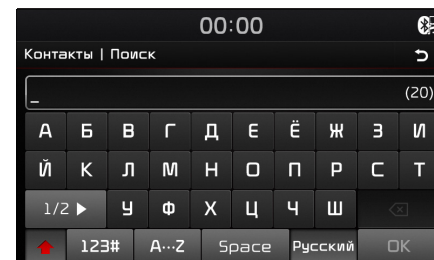 00:00
Контакты | Поиск
_ (20)
А Б В Г Д Е Ё Ж З И
Й К Л М Н О П Р С Т
1/2 У Ф Х Ц Ч Ш
123# A···Z Space Русский OK